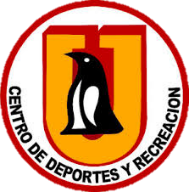 CENTRO DE DEPORTES Y RECREACION